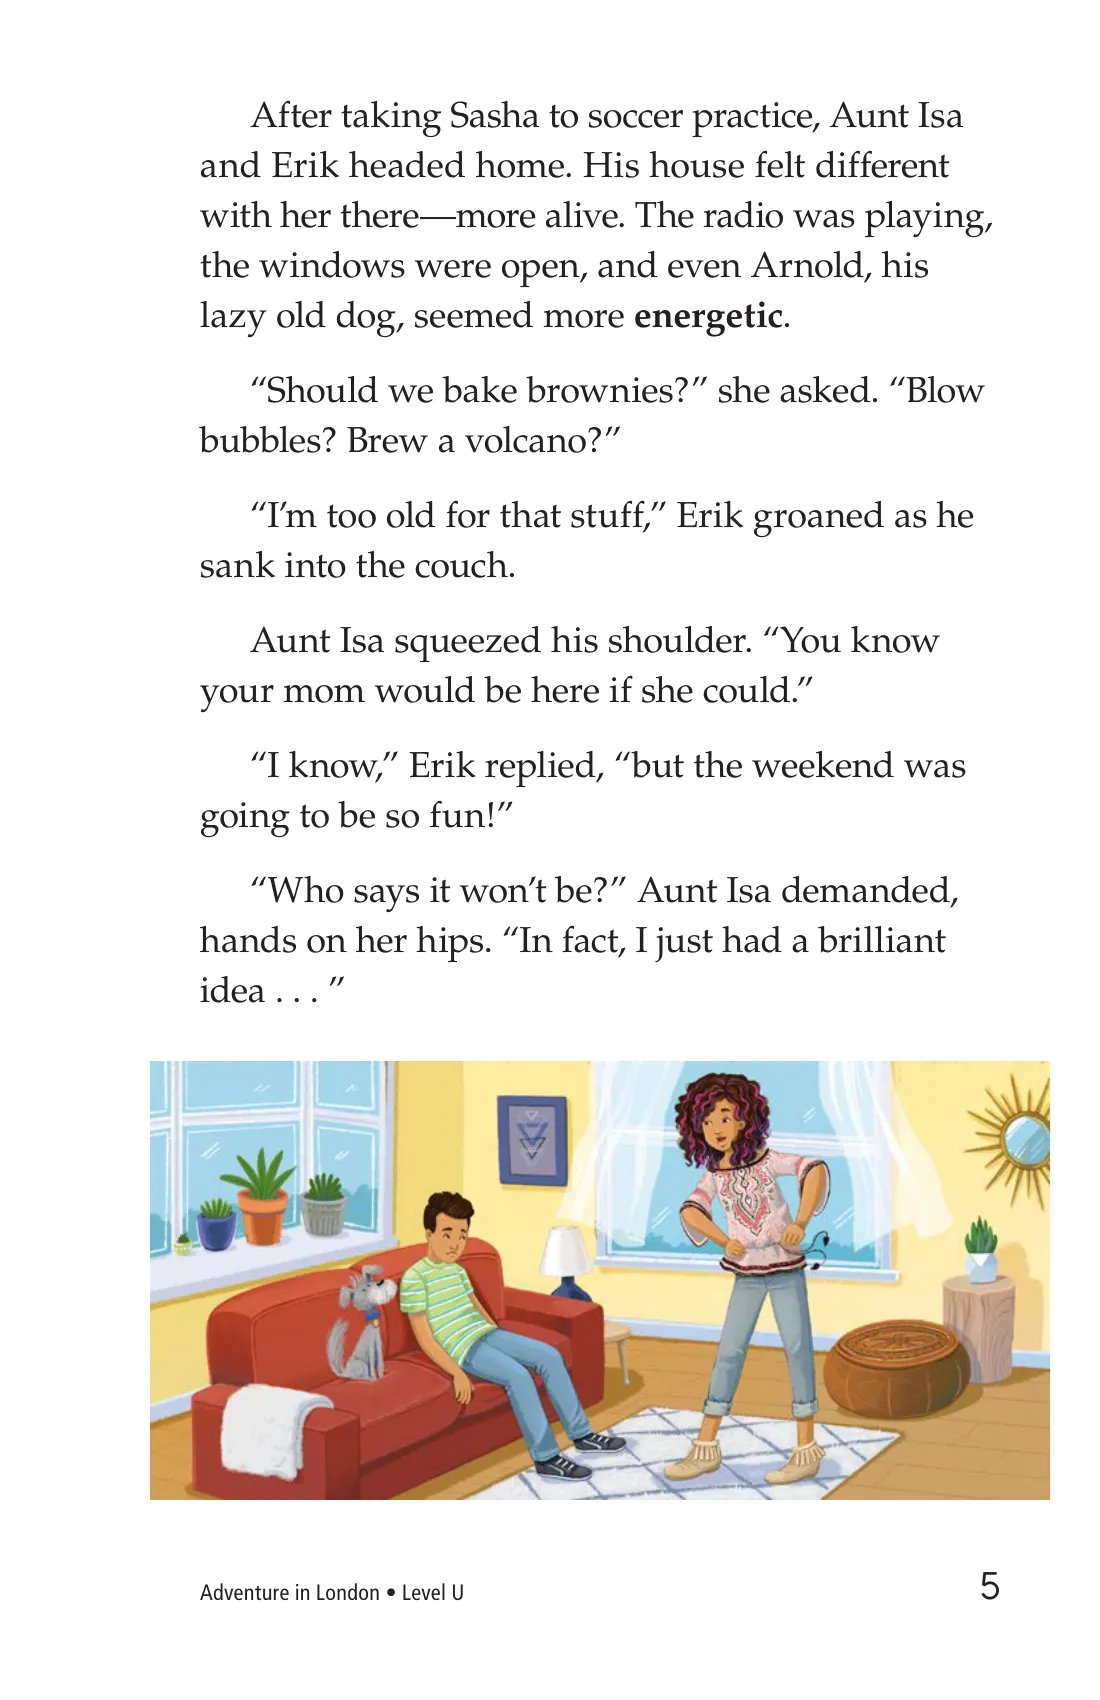 After taking Sasha to soccer practice, Aunt Isa
and Erik headed home. His house felt different
with her there—more alive. The radio was playing,
the windows were open, and even Arnold, his
lazy old dog, seemed more energetic.
“Should we bake brownies?” she asked. “Blow
bubbles? Brew a volcano?”
“I’m too old for that stuff,” Erik groaned as he
sank into the couch.
Aunt Isa squeezed his shoulder. “You know
your mom would be here if she could.”
“I know,” Erik replied, “but the weekend was
going to be so fun!”
“Who says it won’t be?” Aunt Isa demanded,
hands on her hips. “In fact, I just had a brilliant
idea . . . ”
Adventure in London • Level U
5